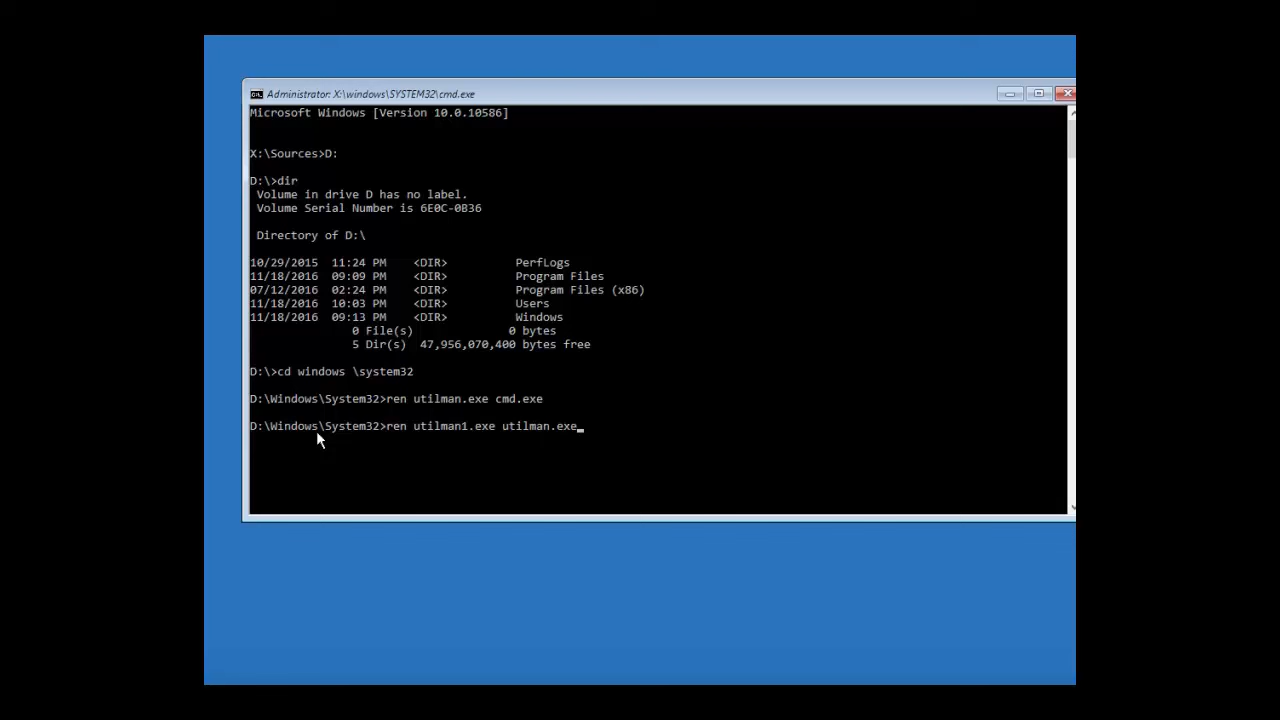 Administrator: X:\windows\SYSTEM32\cmd.exe
Microsoft Windows [Version 10.0.10586]
X:\Sources>D:
D:\>dir
Volume in drive D has no label.
Volume Serial Number is 6E0C-0B36
Directory of D:\
10/29/2015 11:24 PM <DIR> PerfLogs
11/18/2016 09:09 PM <DIR> Program Files
07/12/2016 02:24 PM <DIR> Program Files (x86)
11/18/2016 10:03 PM <DIR> Users
11/18/2016 09:13 PM <DIR> Windows
0 File(s) 0 bytes
5 Dir(s) 47,956,070,400 bytes free
D:\>cd windows \system32
D:\Windows\System32>ren utilman.exe cmd.exe
D:\Windows\System32>ren utilman1.exe utilman.exe_